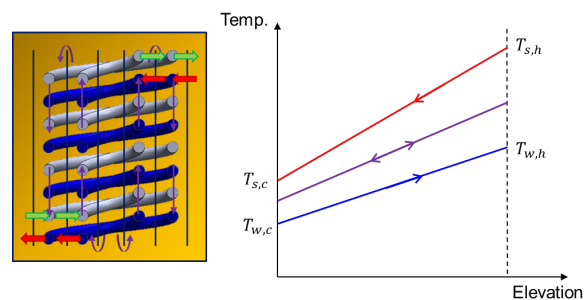 Temp.
T_{s,h}
T_{w,h}
T_{s,c}
T_{w,c}
Elevation